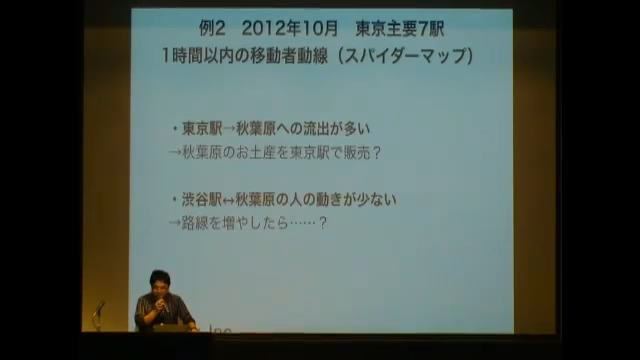 例2 2012年10月 東京主要7駅
1時間以内の移動者動線（スパイダーマップ）
・東京駅→秋葉原への流出が多い
→秋葉原のお土産を東京駅で販売？
・渋谷駅↔秋葉原の人の動きが少ない
→路線を増やしたら……？
Inc.